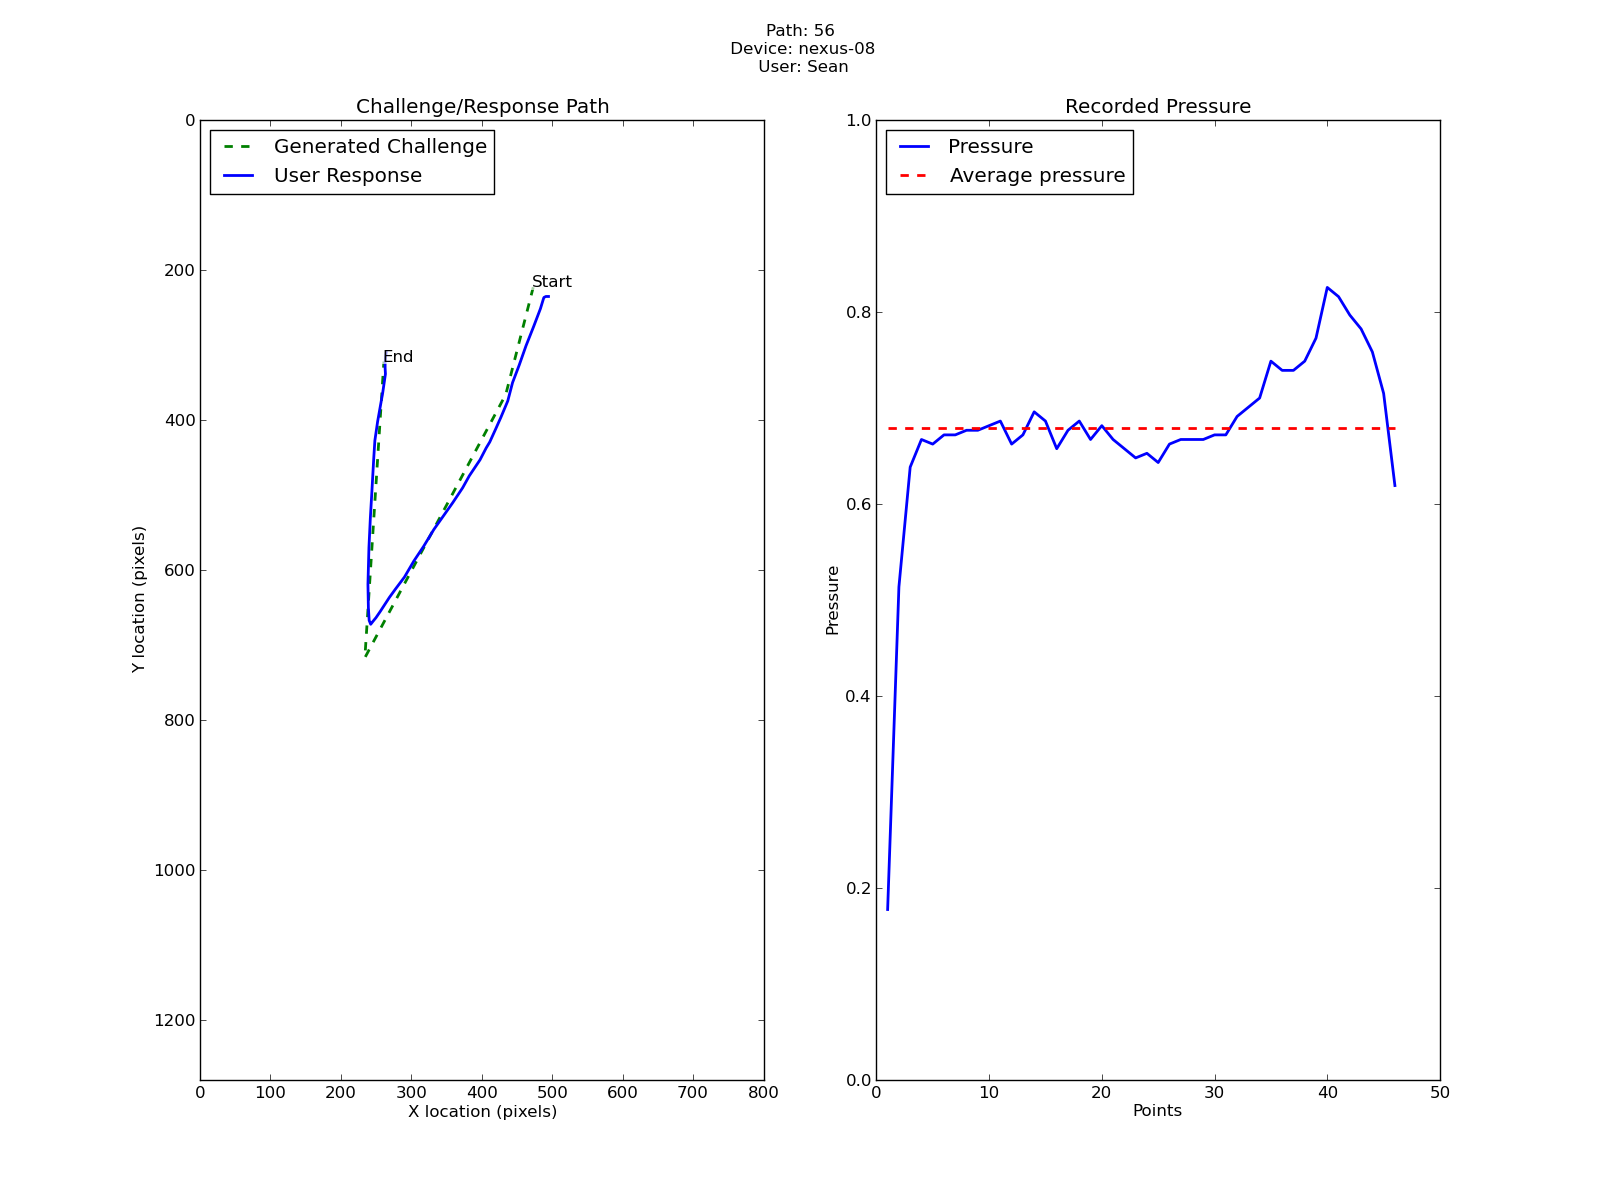 Path: 56
Device: nexus-08
User: Sean
Challenge/Response Path
Generated Challenge
User Response
Start
End
0
200
400
600
800
1000
1200
Y location (pixels)
0 100 200 300 400 500 600 700 800
X location (pixels)
Recorded Pressure
Pressure
Average pressure
1.0
0.8
0.6
0.4
0.2
0.0
Pressure
0 10 20 30 40 50
Points